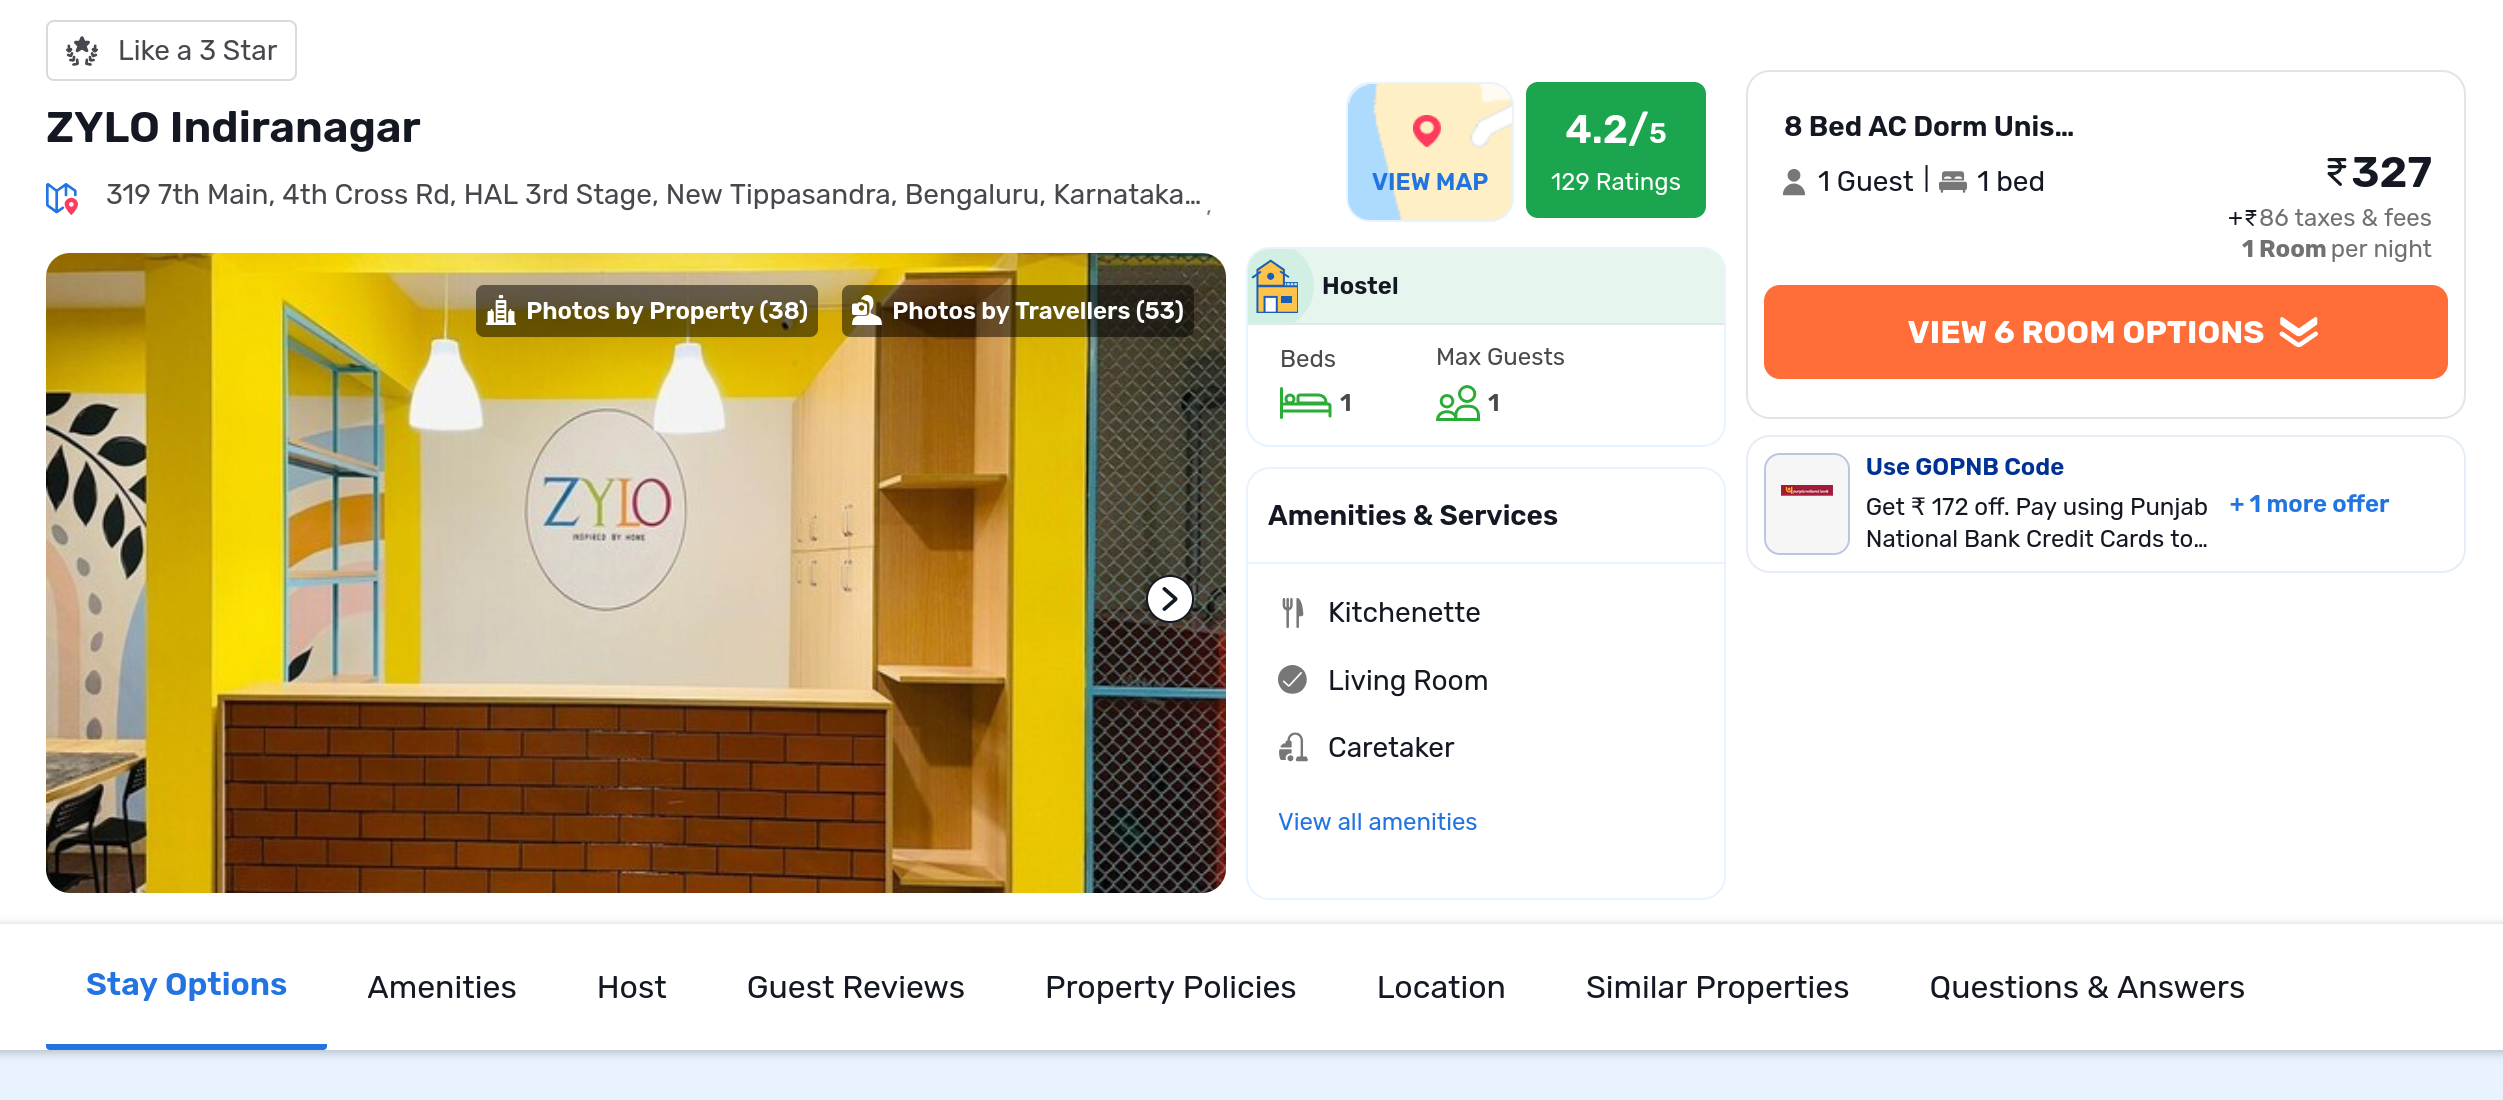 Like a 3 Star
ZYLO Indiranagar
319 7th Main, 4th Cross Rd, HAL 3rd Stage, New Tippasandra, Bengaluru, Karnataka... ,
VIEW MAP
4.2/5
129 Ratings
Photos by Property (38)
Photos by Travellers (53)
ZYLO
INSPIRED BY HOME
Hostel
Beds
1
Max Guests
1
Amenities & Services
Kitchenette
Living Room
Caretaker
View all amenities
8 Bed AC Dorm Unis...
1 Guest | 1 bed
₹327
+₹86 taxes & fees
1 Room per night
VIEW 6 ROOM OPTIONS
Use GOPNB Code
Get ₹ 172 off. Pay using Punjab
National Bank Credit Cards to...
+ 1 more offer
Stay Options
Amenities
Host
Guest Reviews
Property Policies
Location
Similar Properties
Questions & Answers